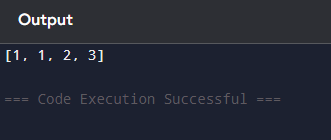 Output
[1, 1, 2, 3]
=== Code Execution Successful ===